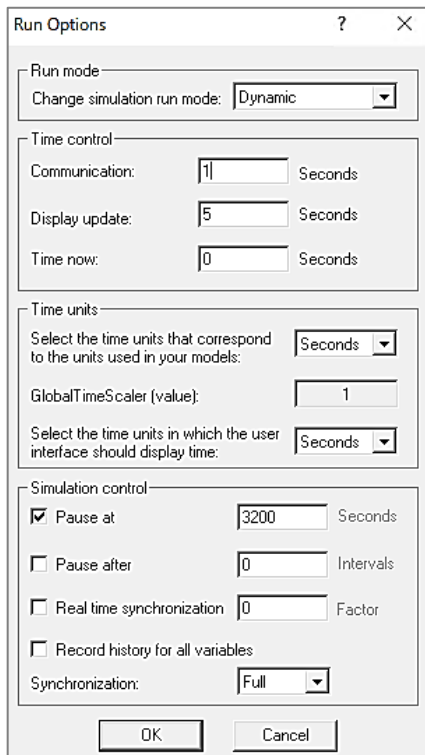 Run Options ? ×
Run mode
Change simulation run mode: Dynamic
Time control
Communication: 1 Seconds
Display update: 5 Seconds
Time now: 0 Seconds
Time units
Select the time units that correspond
to the units used in your models: Seconds
GlobalTimeScaler (value): 1
Select the time units in which the user
interface should display time: Seconds
Simulation control
Pause at 3200 Seconds
Pause after 0 Intervals
Real time synchronization 0 Factor
Record history for all variables
Synchronization: Full
OK Cancel